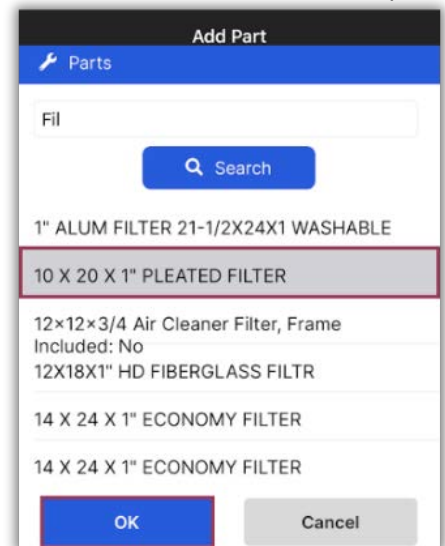 Add Part
Parts
Fil
Search
1" ALUM FILTER 21-1/2X24X1 WASHABLE
10 X 20 X 1" PLEATED FILTER
12×12×3/4 Air Cleaner Filter, Frame
Included: No
12X18X1" HD FIBERGLASS FILTR
14 X 24 X 1" ECONOMY FILTER
14 X 24 X 1" ECONOMY FILTER
OK Cancel